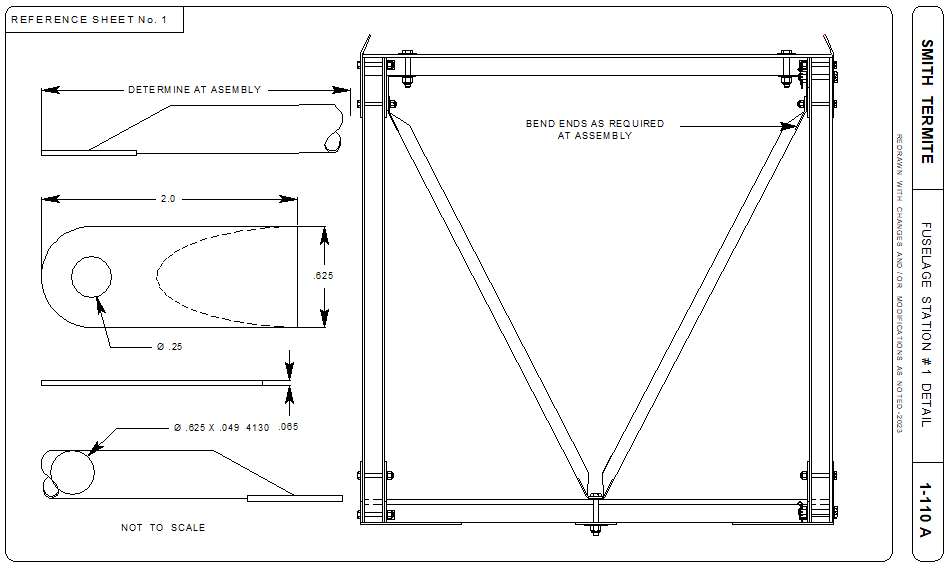 REFERENCE SHEET No. 1
DETERMINE AT ASEMBLY
BEND ENDS AS REQUIRED
AT ASSEMBLY
2.0
.625
Ø .25
Ø .625 X .049 4130 .065
NOT TO SCALE
REDRAWN WITH CHANGES AND/OR MODIFICATIONS AS NOTED-2023
SMITH TERMITE
FUSELAGE STATION # 1 DETAIL
1-110 A